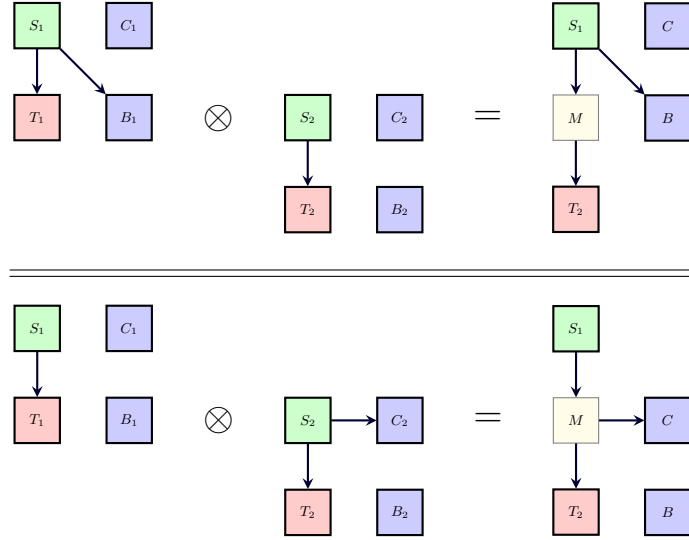 S₁ C₁ S₁ C
T₁ B₁ ⊗ S₂ C₂ = M B
T₂ B₂ T₂
S₁ C₁ S₁
T₁ B₁ ⊗ S₂ C₂ = M C
T₂ B₂ T₂ B